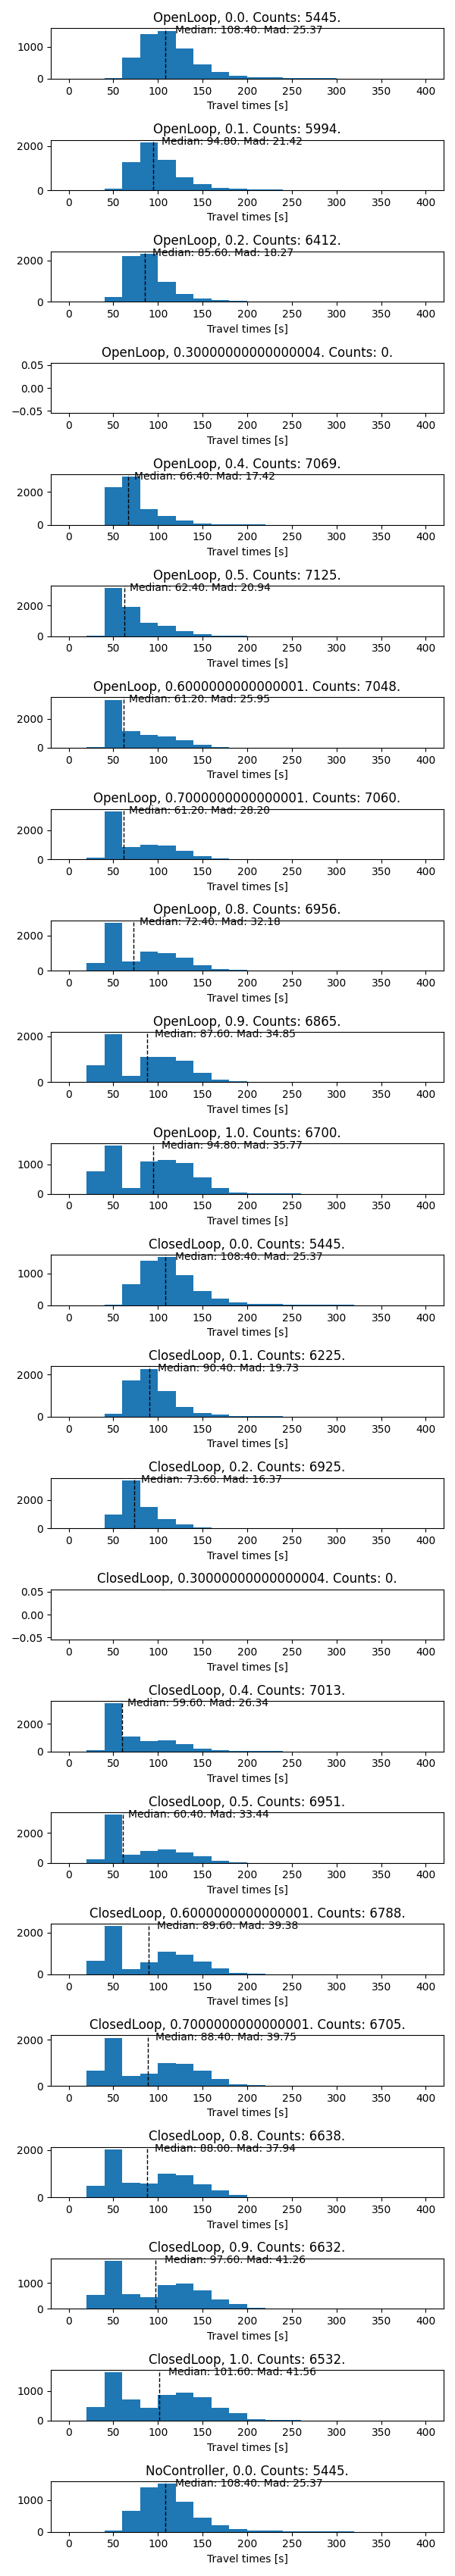 OpenLoop, 0.0. Counts: 5445.
Median: 108.40. Mad: 25.37
1000
0
0 50 100 150 200 250 300 350 400
Travel times [s]
OpenLoop, 0.1. Counts: 5994.
Median: 94.80. Mad: 21.42
2000
0
0 50 100 150 200 250 300 350 400
Travel times [s]
OpenLoop, 0.2. Counts: 6412.
Median: 85.60. Mad: 18.27
2000
0
0 50 100 150 200 250 300 350 400
Travel times [s]
OpenLoop, 0.30000000000000004. Counts: 0.
0.05
0.00
−0.05
0 50 100 150 200 250 300 350 400
Travel times [s]
OpenLoop, 0.4. Counts: 7069.
Median: 66.40. Mad: 17.42
2000
0
0 50 100 150 200 250 300 350 400
Travel times [s]
OpenLoop, 0.5. Counts: 7125.
Median: 62.40. Mad: 20.94
2000
0
0 50 100 150 200 250 300 350 400
Travel times [s]
OpenLoop, 0.6000000000000001. Counts: 7048.
Median: 61.20. Mad: 25.95
2000
0
0 50 100 150 200 250 300 350 400
Travel times [s]
OpenLoop, 0.7000000000000001. Counts: 7060.
Median: 61.20. Mad: 28.20
2000
0
0 50 100 150 200 250 300 350 400
Travel times [s]
OpenLoop, 0.8. Counts: 6956.
Median: 72.40. Mad: 32.18
2000
0
0 50 100 150 200 250 300 350 400
Travel times [s]
OpenLoop, 0.9. Counts: 6865.
Median: 87.60. Mad: 34.85
2000
0
0 50 100 150 200 250 300 350 400
Travel times [s]
OpenLoop, 1.0. Counts: 6700.
Median: 94.80. Mad: 35.77
1000
0
0 50 100 150 200 250 300 350 400
Travel times [s]
ClosedLoop, 0.0. Counts: 5445.
Median: 108.40. Mad: 25.37
1000
0
0 50 100 150 200 250 300 350 400
Travel times [s]
ClosedLoop, 0.1. Counts: 6225.
Median: 90.40. Mad: 19.73
2000
0
0 50 100 150 200 250 300 350 400
Travel times [s]
ClosedLoop, 0.2. Counts: 6925.
Median: 73.60. Mad: 16.37
2000
0
0 50 100 150 200 250 300 350 400
Travel times [s]
ClosedLoop, 0.30000000000000004. Counts: 0.
0.05
0.00
−0.05
0 50 100 150 200 250 300 350 400
Travel times [s]
ClosedLoop, 0.4. Counts: 7013.
Median: 59.60. Mad: 26.34
2000
0
0 50 100 150 200 250 300 350 400
Travel times [s]
ClosedLoop, 0.5. Counts: 6951.
Median: 60.40. Mad: 33.44
2000
0
0 50 100 150 200 250 300 350 400
Travel times [s]
ClosedLoop, 0.6000000000000001. Counts: 6788.
Median: 89.60. Mad: 39.38
2000
0
0 50 100 150 200 250 300 350 400
Travel times [s]
ClosedLoop, 0.7000000000000001. Counts: 6705.
Median: 88.40. Mad: 39.75
2000
0
0 50 100 150 200 250 300 350 400
Travel times [s]
ClosedLoop, 0.8. Counts: 6638.
Median: 88.00. Mad: 37.94
2000
0
0 50 100 150 200 250 300 350 400
Travel times [s]
ClosedLoop, 0.9. Counts: 6632.
Median: 97.60. Mad: 41.26
1000
0
0 50 100 150 200 250 300 350 400
Travel times [s]
ClosedLoop, 1.0. Counts: 6532.
Median: 101.60. Mad: 41.56
1000
0
0 50 100 150 200 250 300 350 400
Travel times [s]
NoController, 0.0. Counts: 5445.
Median: 108.40. Mad: 25.37
1000
0
0 50 100 150 200 250 300 350 400
Travel times [s]